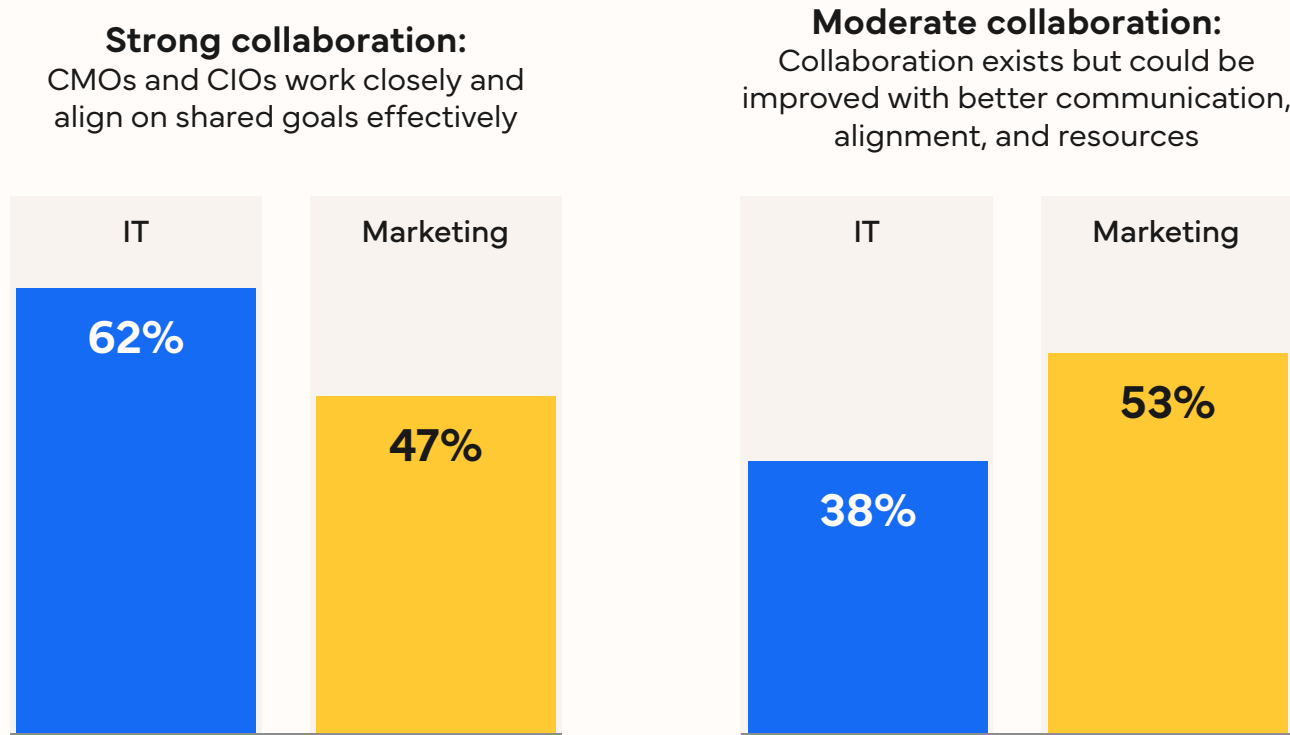 Strong collaboration:
CMOs and CIOs work closely and
align on shared goals effectively
IT
Marketing
62%
47%
Moderate collaboration:
Collaboration exists but could be
improved with better communication,
alignment, and resources
IT
Marketing
38%
53%